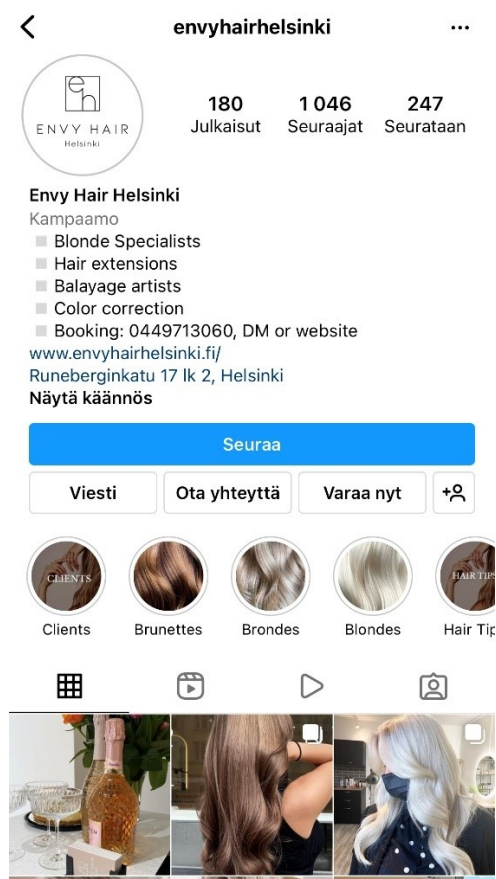 envyhairhelsinki
eh
ENVY HAIR
Helsinki
180 1 046 247
Julkaisut Seuraajat Seurataan
Envy Hair Helsinki
Kampaamo
Blonde Specialists
Hair extensions
Balayage artists
Color correction
Booking: 0449713060, DM or website
www.envyhairhelsinki.fi/
Runeberginkatu 17 lk 2, Helsinki
Näytä käännös
Seuraa
Viesti Ota yhteyttä Varaa nyt
CLIENTS HAIR TIPS
Clients Brunettes Brondes Blondes Hair Tip